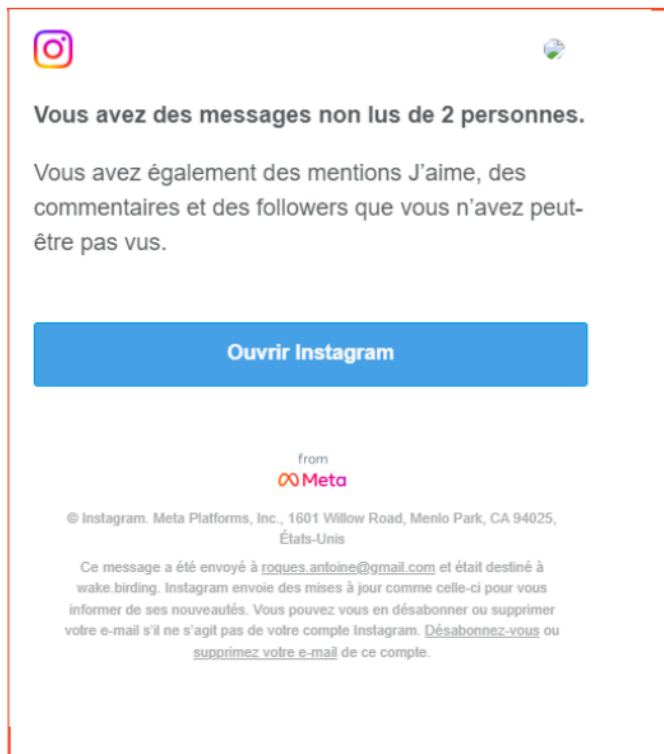 Vous avez des messages non lus de 2 personnes.
Vous avez également des mentions J’aime, des
commentaires et des followers que vous n’avez peut-
être pas vus.
Ouvrir Instagram
from
Meta
© Instagram. Meta Platforms, Inc., 1601 Willow Road, Menlo Park, CA 94025,
États-Unis
Ce message a été envoyé à roques.antoine@gmail.com et était destiné à
wake.birding. Instagram envoie des mises à jour comme celle-ci pour vous
informer de ses nouveautés. Vous pouvez vous en désabonner ou supprimer
votre e-mail s’il ne s’agit pas de votre compte Instagram. Désabonnez-vous ou
supprimez votre e-mail de ce compte.